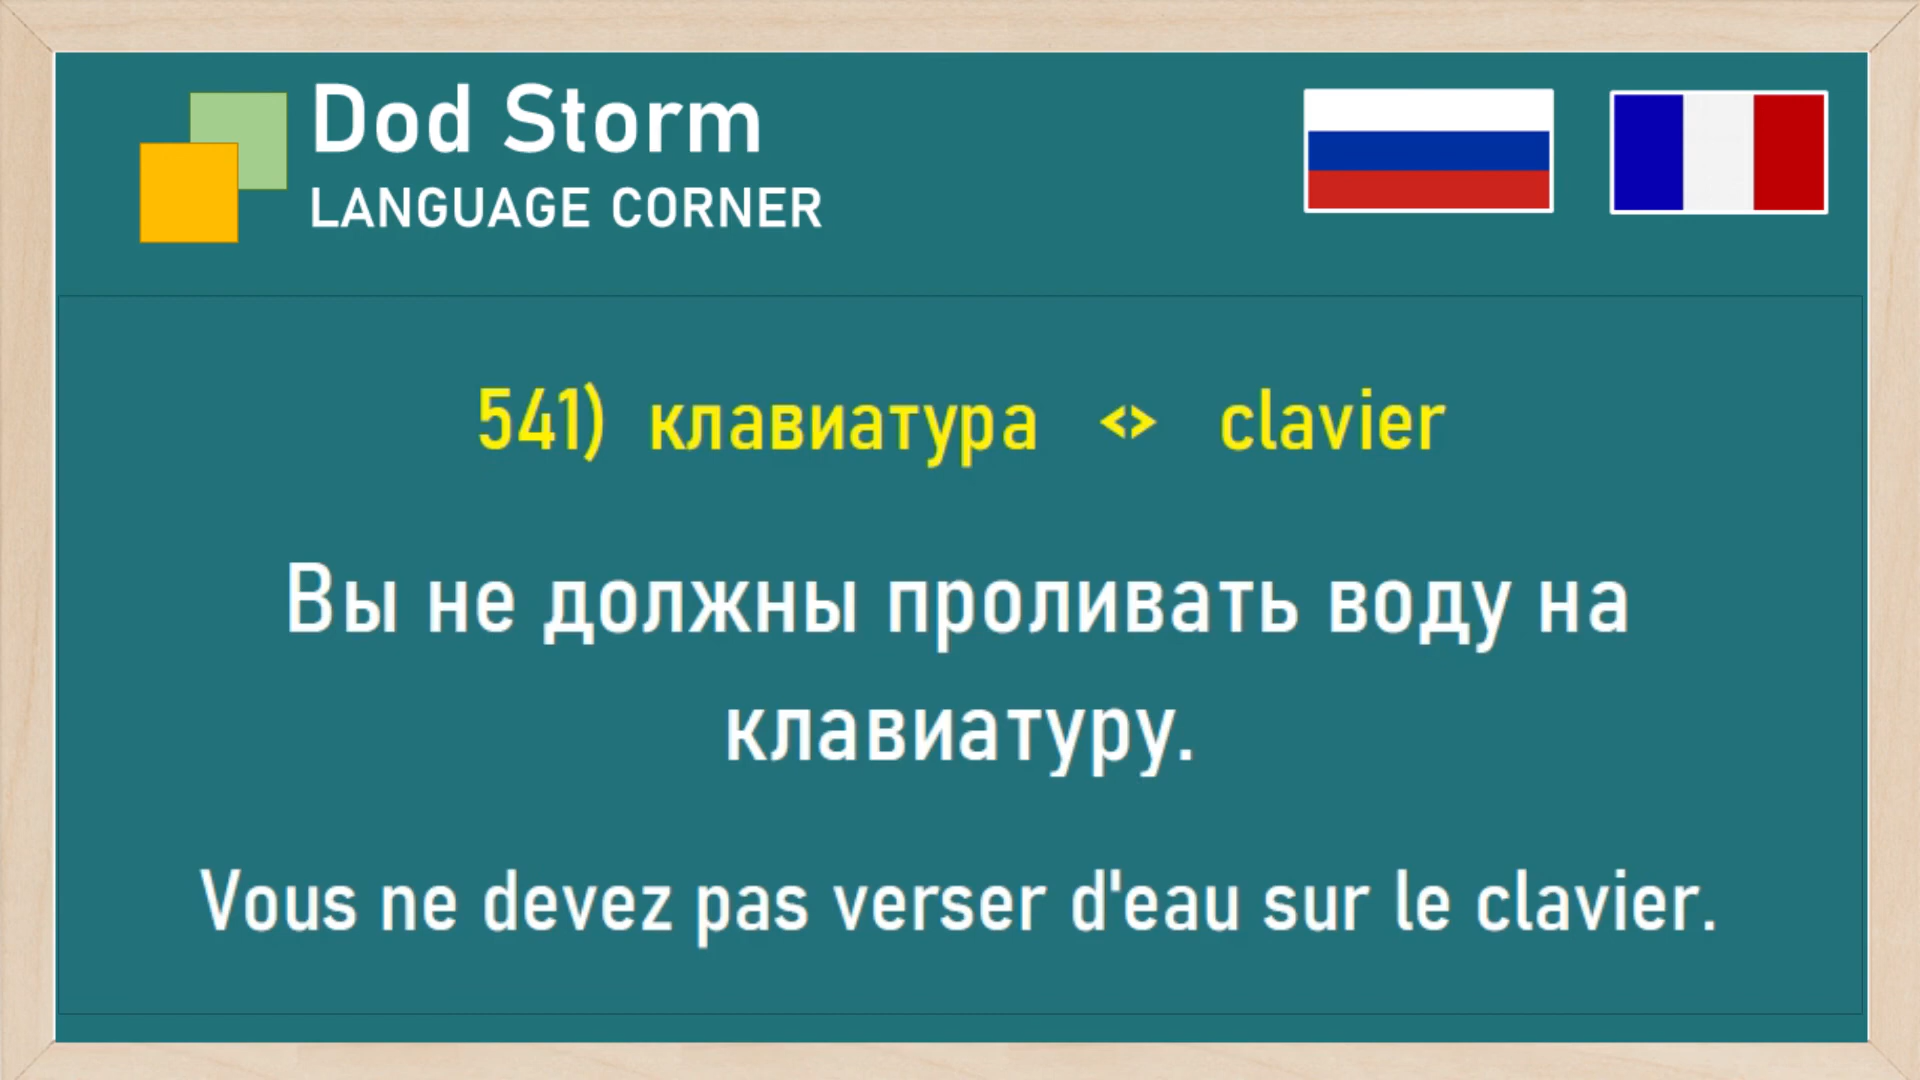 Dod Storm
LANGUAGE CORNER
541) клавиатура <> clavier
Вы не должны проливать воду на
клавиатуру.
Vous ne devez pas verser d'eau sur le clavier.